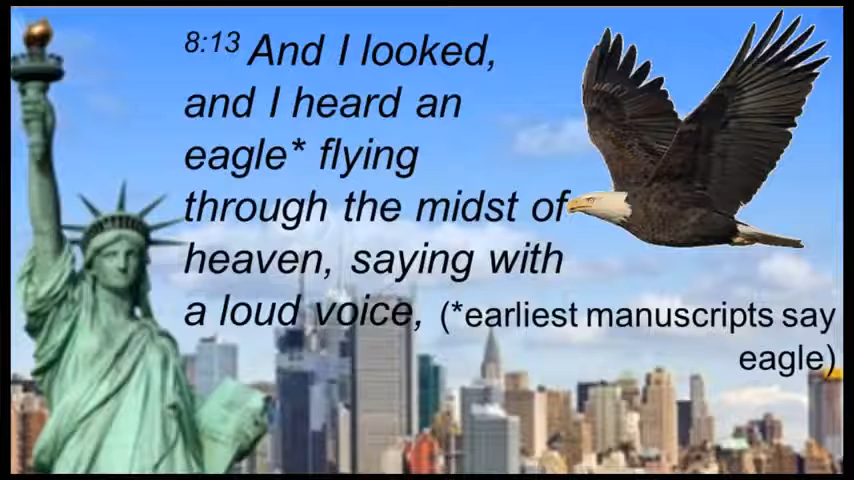 8:13 And I looked,
and I heard an
eagle* flying
through the midst of
heaven, saying with
a loud voice, (*earliest manuscripts say
eagle)